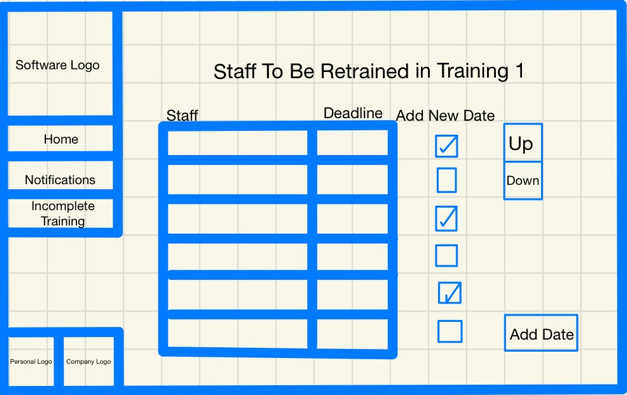 Software Logo
Staff To Be Retrained in Training 1
Staff
Deadline
Add New Date
Home
Up
Notifications
Down
Incomplete
Training
Add Date
Personal Logo
Company Logo